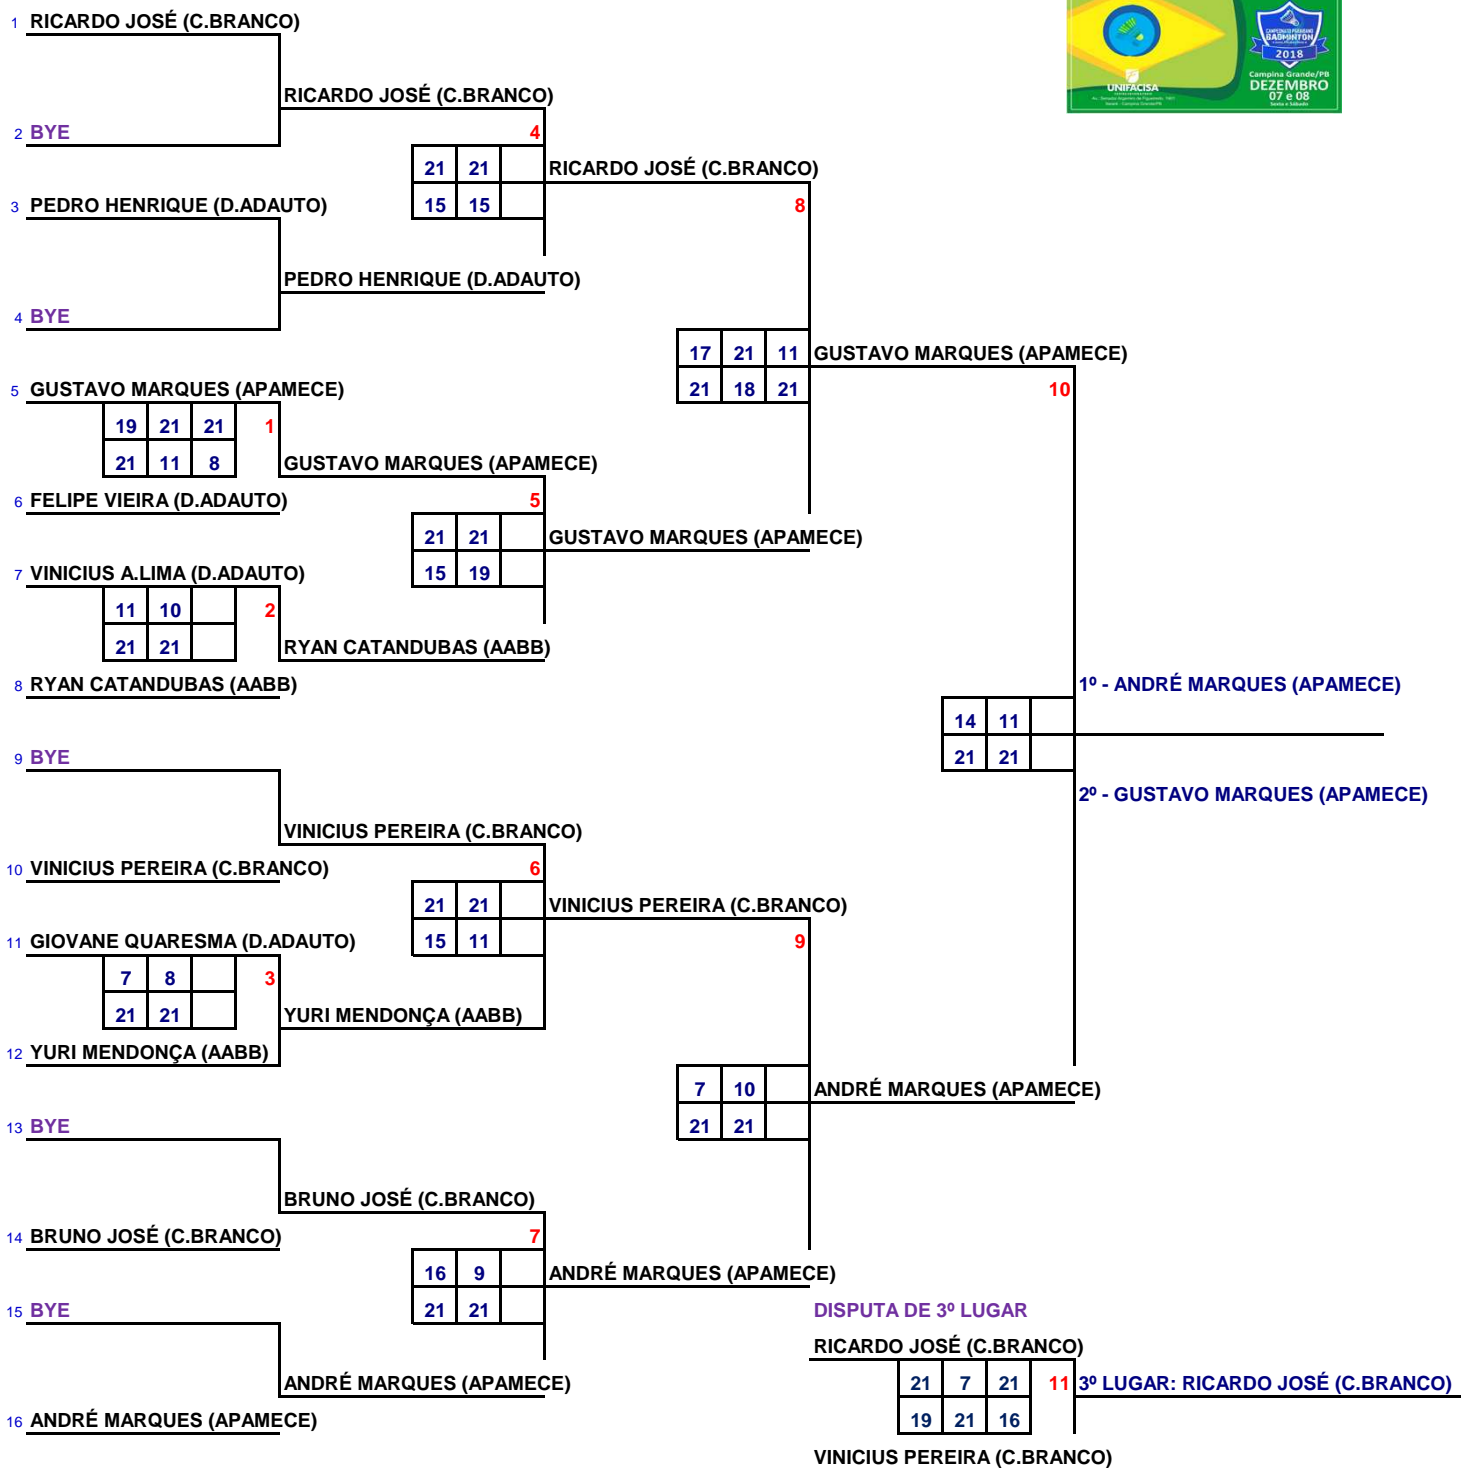 1 RICARDO JOSÉ (C.BRANCO)
RICARDO JOSÉ (C.BRANCO)
2 BYE
4
21 21
15 15
RICARDO JOSÉ (C.BRANCO)
3 PEDRO HENRIQUE (D.ADAUTO)
8
PEDRO HENRIQUE (D.ADAUTO)
4 BYE
17 21 11
21 18 21
GUSTAVO MARQUES (APAMECE)
10
5 GUSTAVO MARQUES (APAMECE)
19 21 21 1
21 11 8
GUSTAVO MARQUES (APAMECE)
6 FELIPE VIEIRA (D.ADAUTO)
5
21 21
15 19
GUSTAVO MARQUES (APAMECE)
7 VINICIUS A.LIMA (D.ADAUTO)
11 10 2
21 21
RYAN CATANDUBAS (AABB)
8 RYAN CATANDUBAS (AABB)
1º - ANDRÉ MARQUES (APAMECE)
14 11
21 21
2º - GUSTAVO MARQUES (APAMECE)
9 BYE
VINICIUS PEREIRA (C.BRANCO)
10 VINICIUS PEREIRA (C.BRANCO)
6
21 21
15 11
VINICIUS PEREIRA (C.BRANCO)
9
11 GIOVANE QUARESMA (D.ADAUTO)
7 8 3
21 21
YURI MENDONÇA (AABB)
12 YURI MENDONÇA (AABB)
7 10
21 21
ANDRÉ MARQUES (APAMECE)
13 BYE
BRUNO JOSÉ (C.BRANCO)
14 BRUNO JOSÉ (C.BRANCO)
7
16 9
21 21
ANDRÉ MARQUES (APAMECE)
15 BYE
ANDRÉ MARQUES (APAMECE)
16 ANDRÉ MARQUES (APAMECE)
DISPUTA DE 3º LUGAR
RICARDO JOSÉ (C.BRANCO)
21 7 21 11
19 21 16
3º LUGAR: RICARDO JOSÉ (C.BRANCO)
VINICIUS PEREIRA (C.BRANCO)
UNIFACISA
CAMPEONATO PARAIBANO
BADMINTON
2018
Campina Grande/PB
DEZEMBRO
07 e 08
Sexta e Sábado